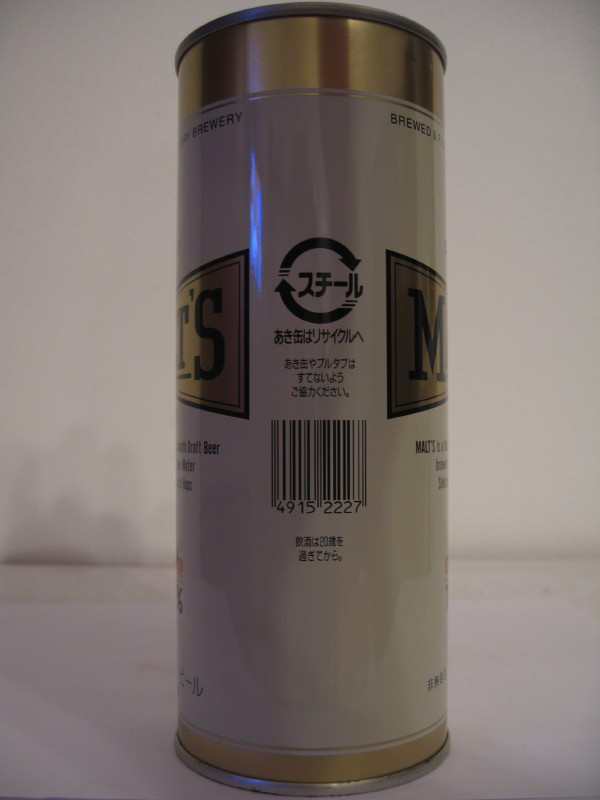 BREWERY
BREWED &
T'S
スチール
M
あき缶はリサイクルへ
あき缶やプルタブは
すてないよう
ご協力ください。
Draft Beer
Water
hops
MALT'S is a
4915 2227
飲酒は20歳を
過ぎてから。
%
ビール